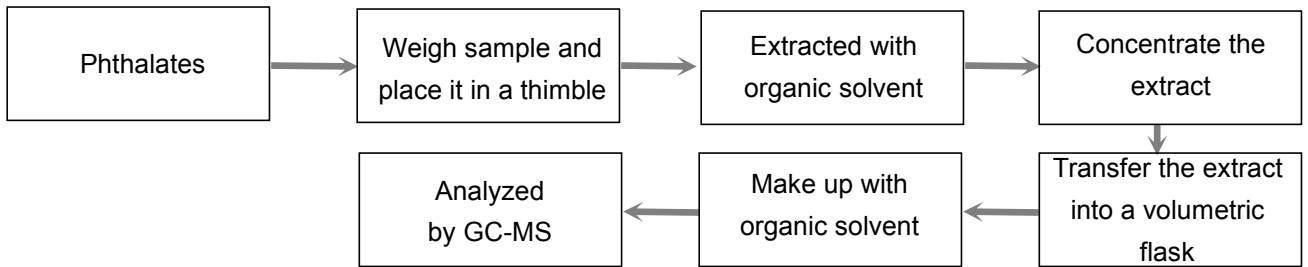 Phthalates
Weigh sample and
place it in a thimble
Extracted with
organic solvent
Concentrate the
extract
Transfer the extract
into a volumetric
flask
Make up with
organic solvent
Analyzed
by GC-MS